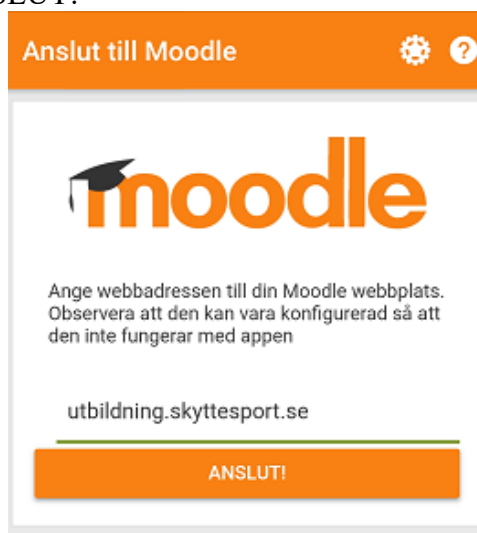 SLUT!
Anslut till Moodle
moodle
Ange webbadressen till din Moodle webbplats.
Observera att den kan vara konfigurerad så att
den inte fungerar med appen
utbildning.skyttesport.se
ANSLUT!